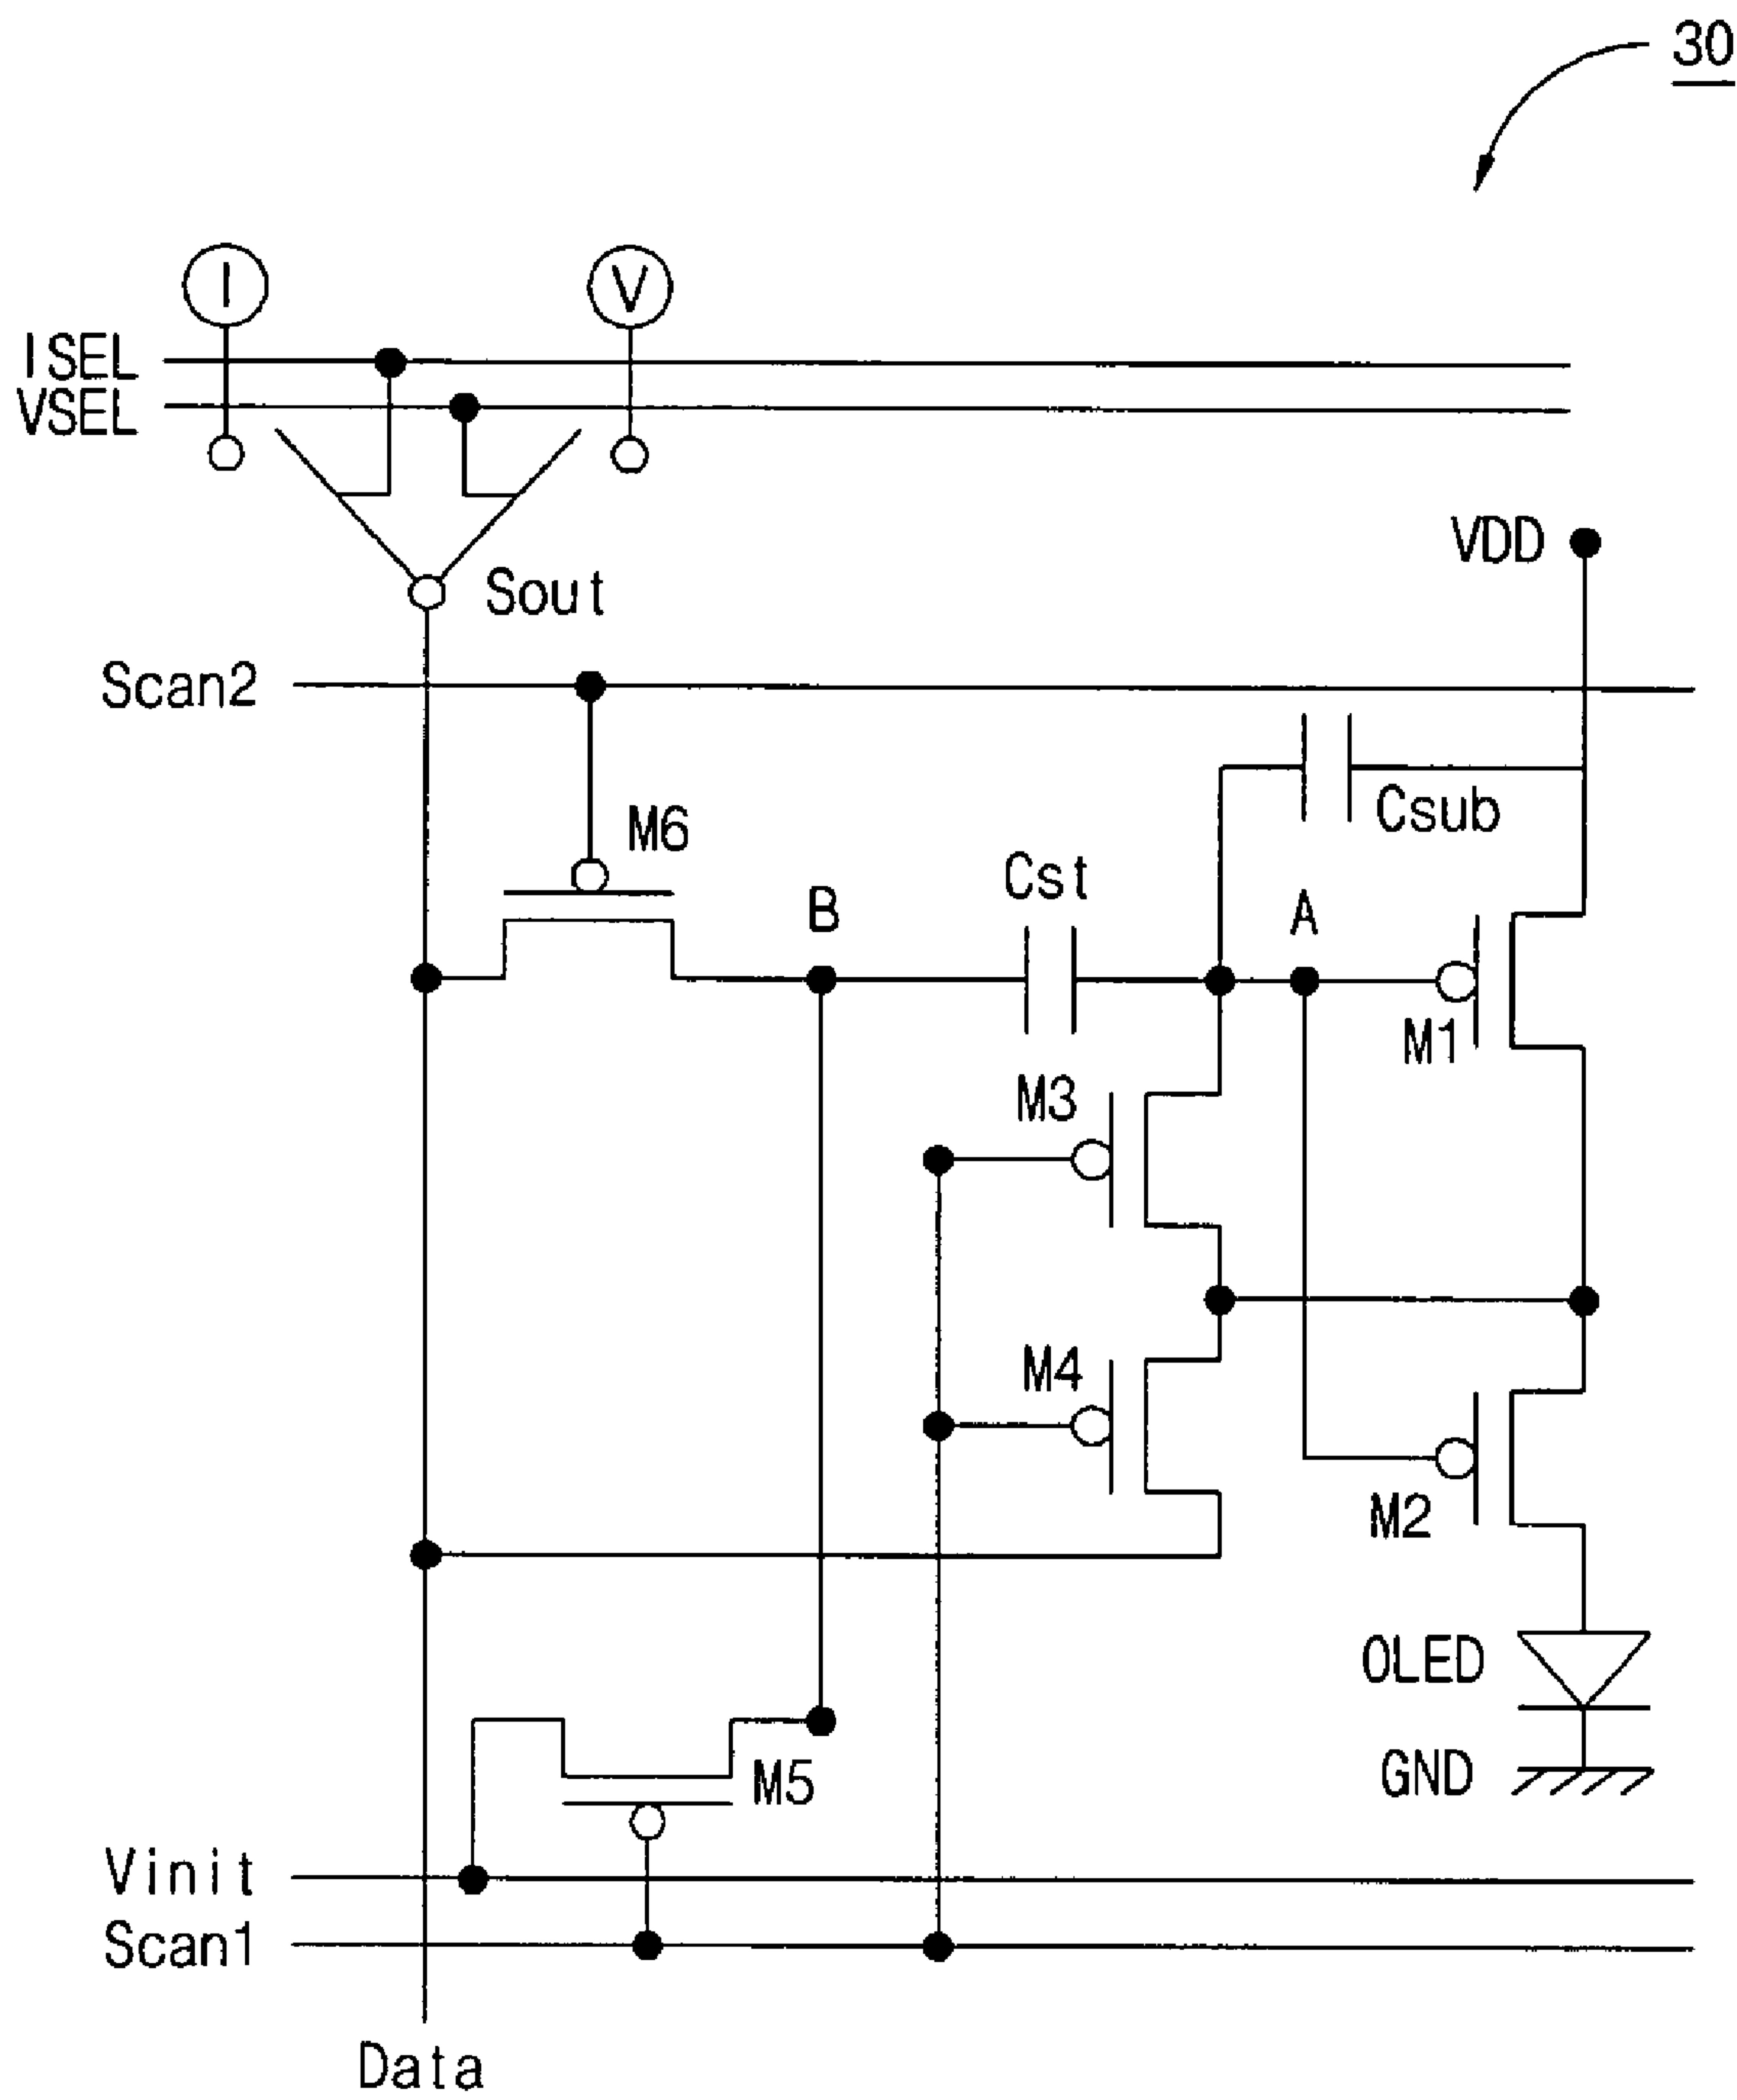 30
I
V
ISEL
VSEL
VDD
Sout
Scan2
Csub
M6
Cst
B
A
M1
M3
M4
M2
OLED
M5
GND
Vinit
Scan1
Data